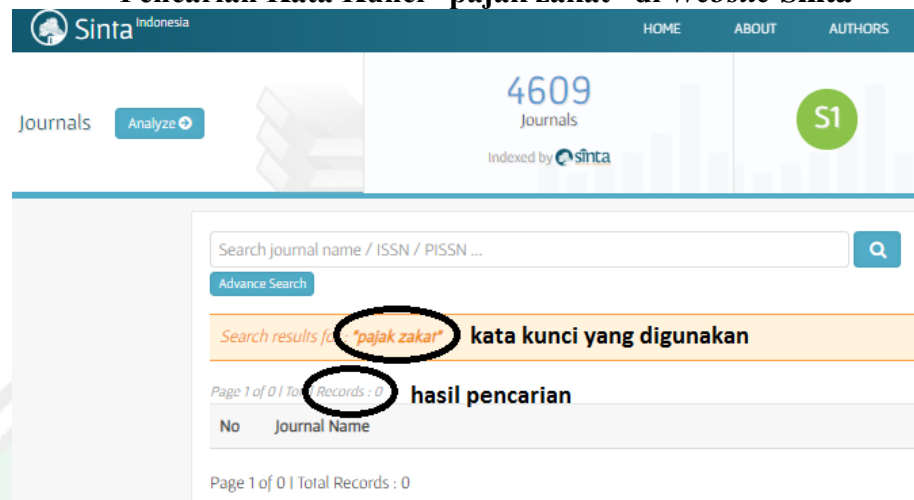 Pencarian Kata Kunci "pajak zakat" di Website Sinta
Sinta Indonesia
HOME ABOUT AUTHORS
4609
Journals
Journals Analyze
S1
Indexed by sinta
Search journal name / ISSN / PISSN ...
Advance Search
Search results for : "pajak zakat" kata kunci yang digunakan
Page 1 of 0 | Total Records : 0 hasil pencarian
No Journal Name
Page 1 of 0 | Total Records : 0